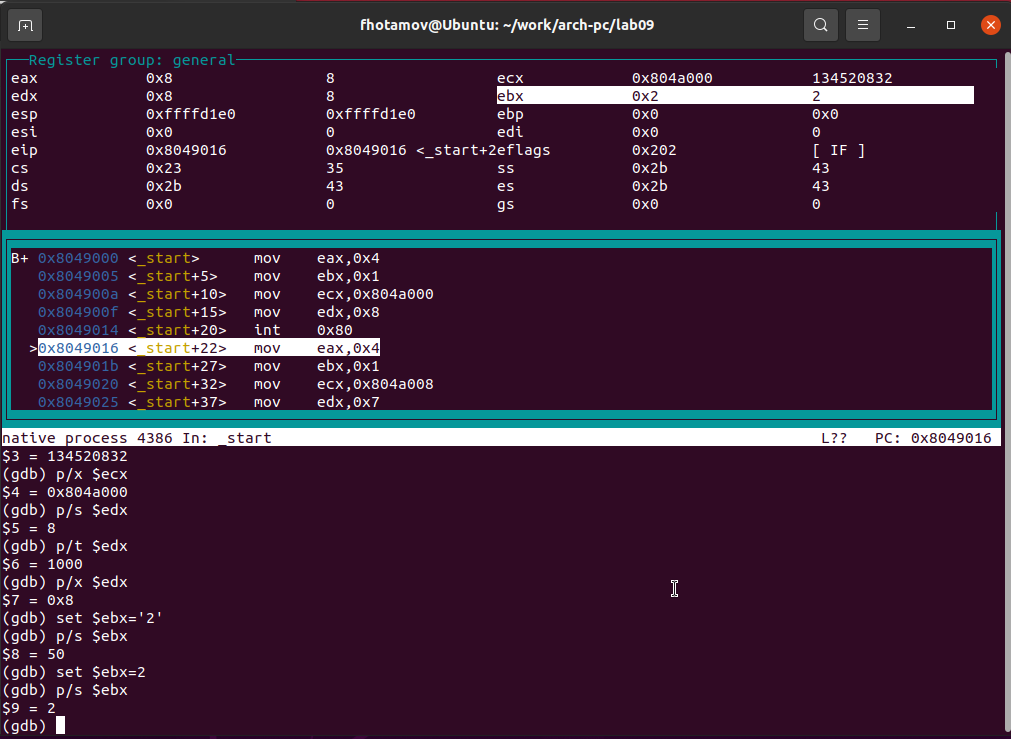 fhotamov@Ubuntu: ~/work/arch-pc/lab09
Register group: general
eax 0x8 8 ecx 0x804a000 134520832
edx 0x8 8 ebx 0x2 2
esp 0xffffd1e0 0xffffd1e0 ebp 0x0 0x0
esi 0x0 0 edi 0x0 0
eip 0x8049016 0x8049016 <_start+2eflags 0x202 [ IF ]
cs 0x23 35 ss 0x2b 43
ds 0x2b 43 es 0x2b 43
fs 0x0 0 gs 0x0 0
B+ 0x8049000 <_start> mov eax,0x4
0x8049005 <_start+5> mov ebx,0x1
0x804900a <_start+10> mov ecx,0x804a000
0x804900f <_start+15> mov edx,0x8
0x8049014 <_start+20> int 0x80
>0x8049016 <_start+22> mov eax,0x4
0x804901b <_start+27> mov ebx,0x1
0x8049020 <_start+32> mov ecx,0x804a008
0x8049025 <_start+37> mov edx,0x7
native process 4386 In: _start L?? PC: 0x8049016
$3 = 134520832
(gdb) p/x $ecx
$4 = 0x804a000
(gdb) p/s $edx
$5 = 8
(gdb) p/t $edx
$6 = 1000
(gdb) p/x $edx
$7 = 0x8
(gdb) set $ebx='2'
(gdb) p/s $ebx
$8 = 50
(gdb) set $ebx=2
(gdb) p/s $ebx
$9 = 2
(gdb)